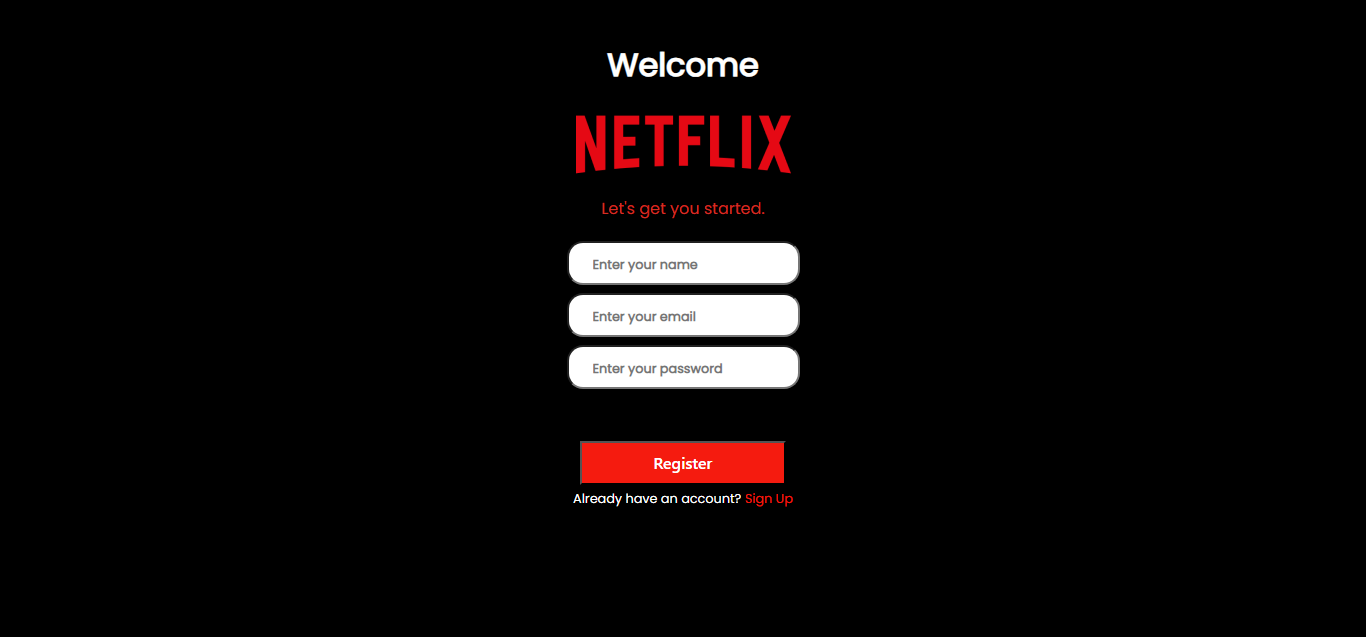 Welcome
NETFLIX
Let's get you started.
Enter your name
Enter your email
Enter your password
Register
Already have an account? Sign Up